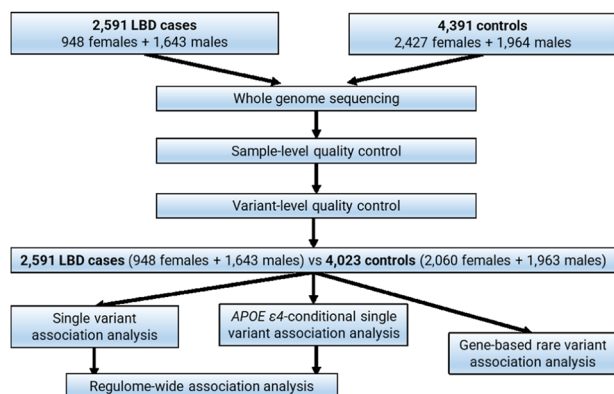 2,591 LBD cases
948 females + 1,643 males
4,391 controls
2,427 females + 1,964 males
Whole genome sequencing
Sample-level quality control
Variant-level quality control
2,591 LBD cases (948 females + 1,643 males) vs 4,023 controls (2,060 females + 1,963 males)
Single variant
association analysis
APOE ε4-conditional single
variant association analysis
Gene-based rare variant
association analysis
Regulome-wide association analysis